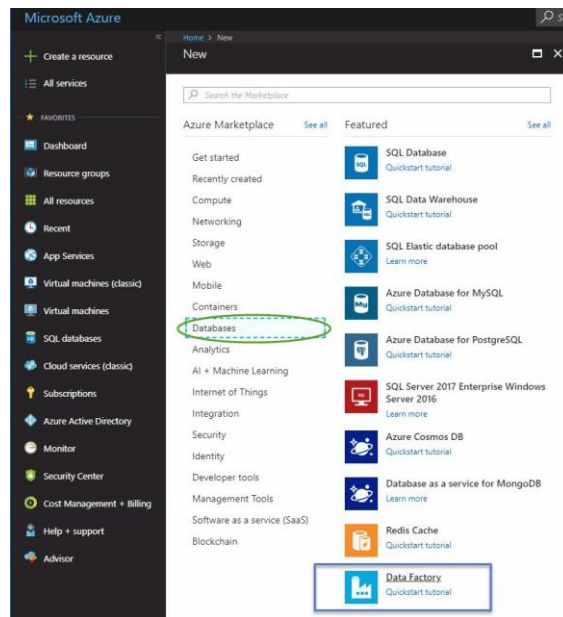 Microsoft Azure
Create a resource
All services
FAVORITES
Dashboard
Resource groups
All resources
Recent
App Services
Virtual machines (classic)
Virtual machines
SQL databases
Cloud services (classic)
Subscriptions
Azure Active Directory
Monitor
Security Center
Cost Management + Billing
Help + support
Advisor
Home > New
New
Search the Marketplace
Azure Marketplace See all
Get started
Recently created
Compute
Networking
Storage
Web
Mobile
Containers
Databases
Analytics
AI + Machine Learning
Internet of Things
Integration
Security
Identity
Developer tools
Management Tools
Software as a service (SaaS)
Blockchain
Featured See all
SQL Database
Quickstart tutorial
SQL Data Warehouse
Quickstart tutorial
SQL Elastic database pool
Learn more
Azure Database for MySQL
Quickstart tutorial
Azure Database for PostgreSQL
Quickstart tutorial
SQL Server 2017 Enterprise Windows
Server 2016
Learn more
Azure Cosmos DB
Quickstart tutorial
Database as a service for MongoDB
Learn more
Redis Cache
Quickstart tutorial
Data Factory
Quickstart tutorial